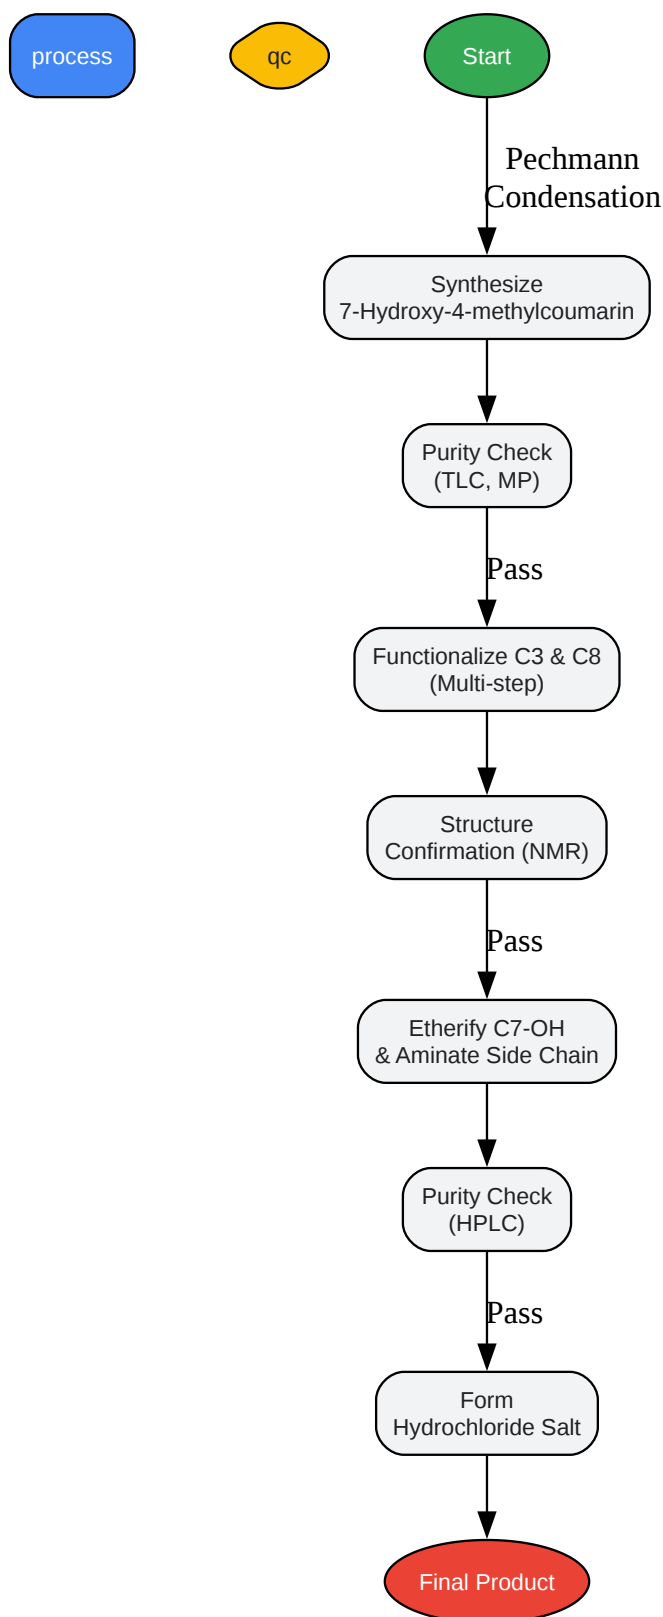 process
qc
Start
Pechmann
Condensation
Synthesize
7-Hydroxy-4-methylcoumarin
Purity Check
(TLC, MP)
Pass
Functionalize C3 & C8
(Multi-step)
Structure
Confirmation (NMR)
Pass
Etherify C7-OH
& Aminate Side Chain
Purity Check
(HPLC)
Pass
Form
Hydrochloride Salt
Final Product